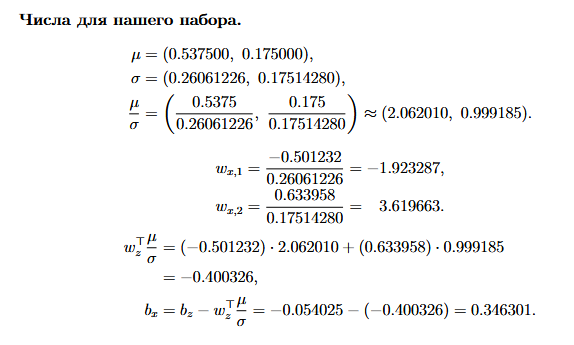 Числа для нашего набора.
μ = (0.537500, 0.175000),
σ = (0.26061226, 0.17514280),
μ/σ = (0.5375/0.26061226, 0.175/0.17514280) ≈ (2.062010, 0.999185).
w_{x,1} = −0.501232/0.26061226 = −1.923287,
w_{x,2} = 0.633958/0.17514280 = 3.619663.
w_z^⊤ μ/σ = (−0.501232) · 2.062010 + (0.633958) · 0.999185
= −0.400326,
b_x = b_z − w_z^⊤ μ/σ = −0.054025 − (−0.400326) = 0.346301.